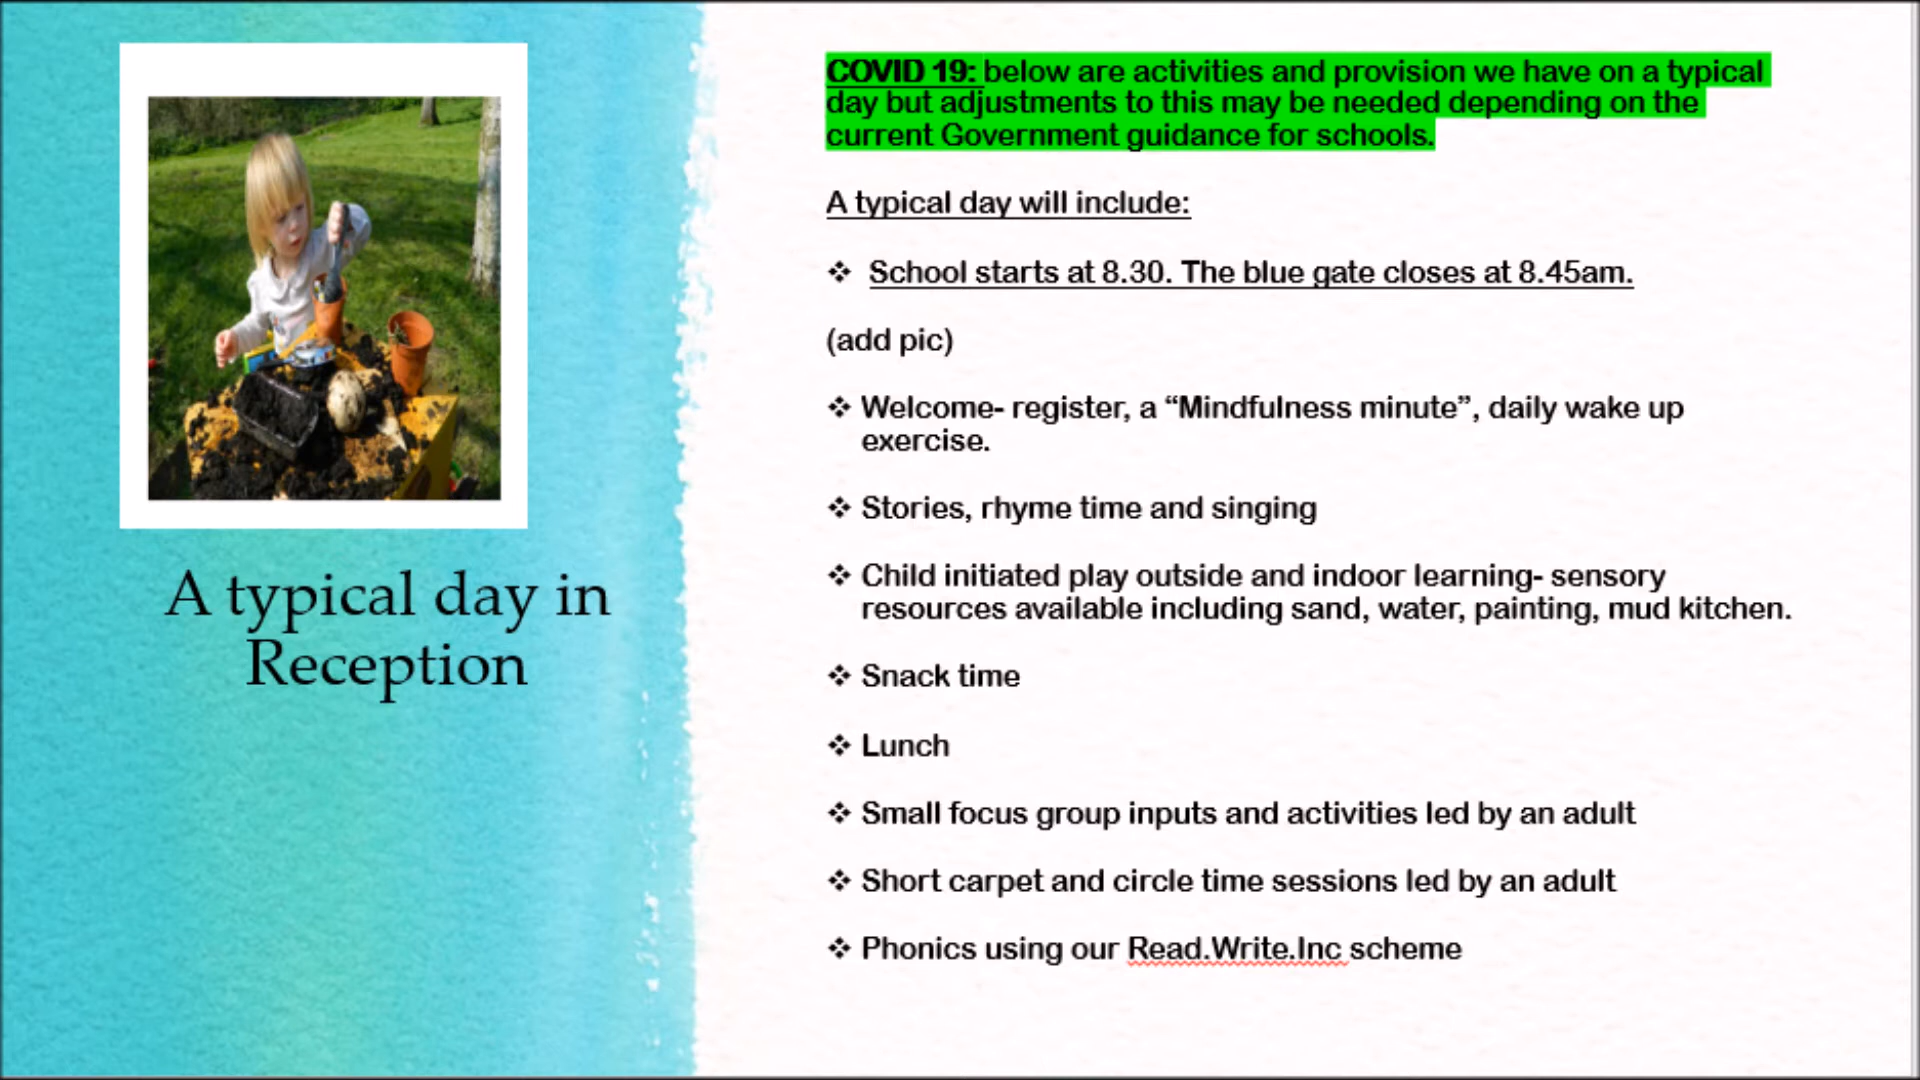 A typical day in
Reception
COVID 19: below are activities and provision we have on a typical
day but adjustments to this may be needed depending on the
current Government guidance for schools.
A typical day will include:
❖ School starts at 8.30. The blue gate closes at 8.45am.
(add pic)
❖ Welcome- register, a “Mindfulness minute”, daily wake up
exercise.
❖ Stories, rhyme time and singing
❖ Child initiated play outside and indoor learning- sensory
resources available including sand, water, painting, mud kitchen.
❖ Snack time
❖ Lunch
❖ Small focus group inputs and activities led by an adult
❖ Short carpet and circle time sessions led by an adult
❖ Phonics using our Read.Write.Inc scheme